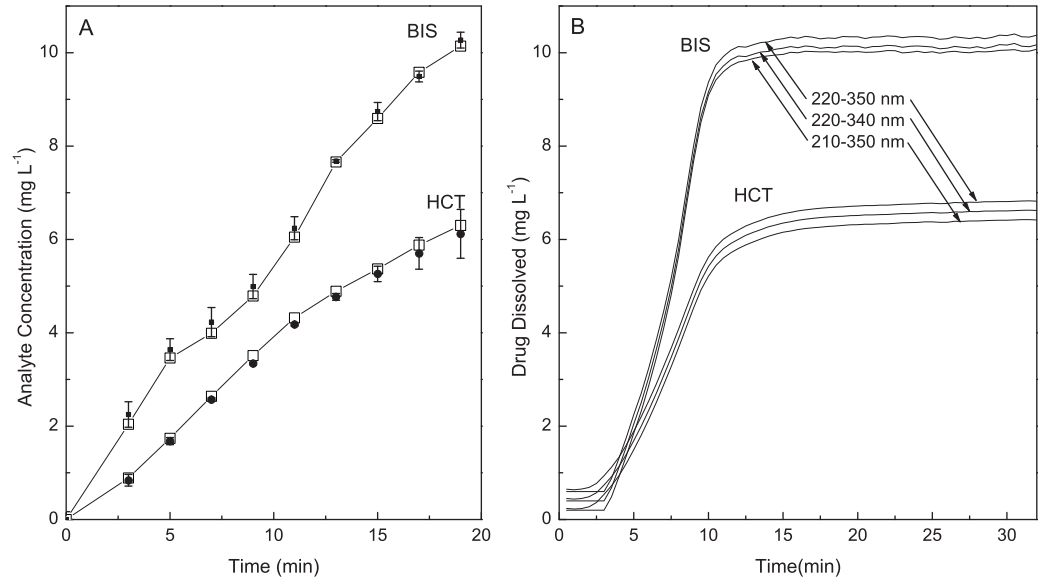 A
BIS
HCT
Analyte Concentration (mg L⁻¹)
10
8
6
4
2
0
0
5
10
15
20
Time (min)
B
BIS
220-350 nm
220-340 nm
210-350 nm
HCT
Drug Dissolved (mg L⁻¹)
10
8
6
4
2
0
0
5
10
15
20
25
30
Time(min)